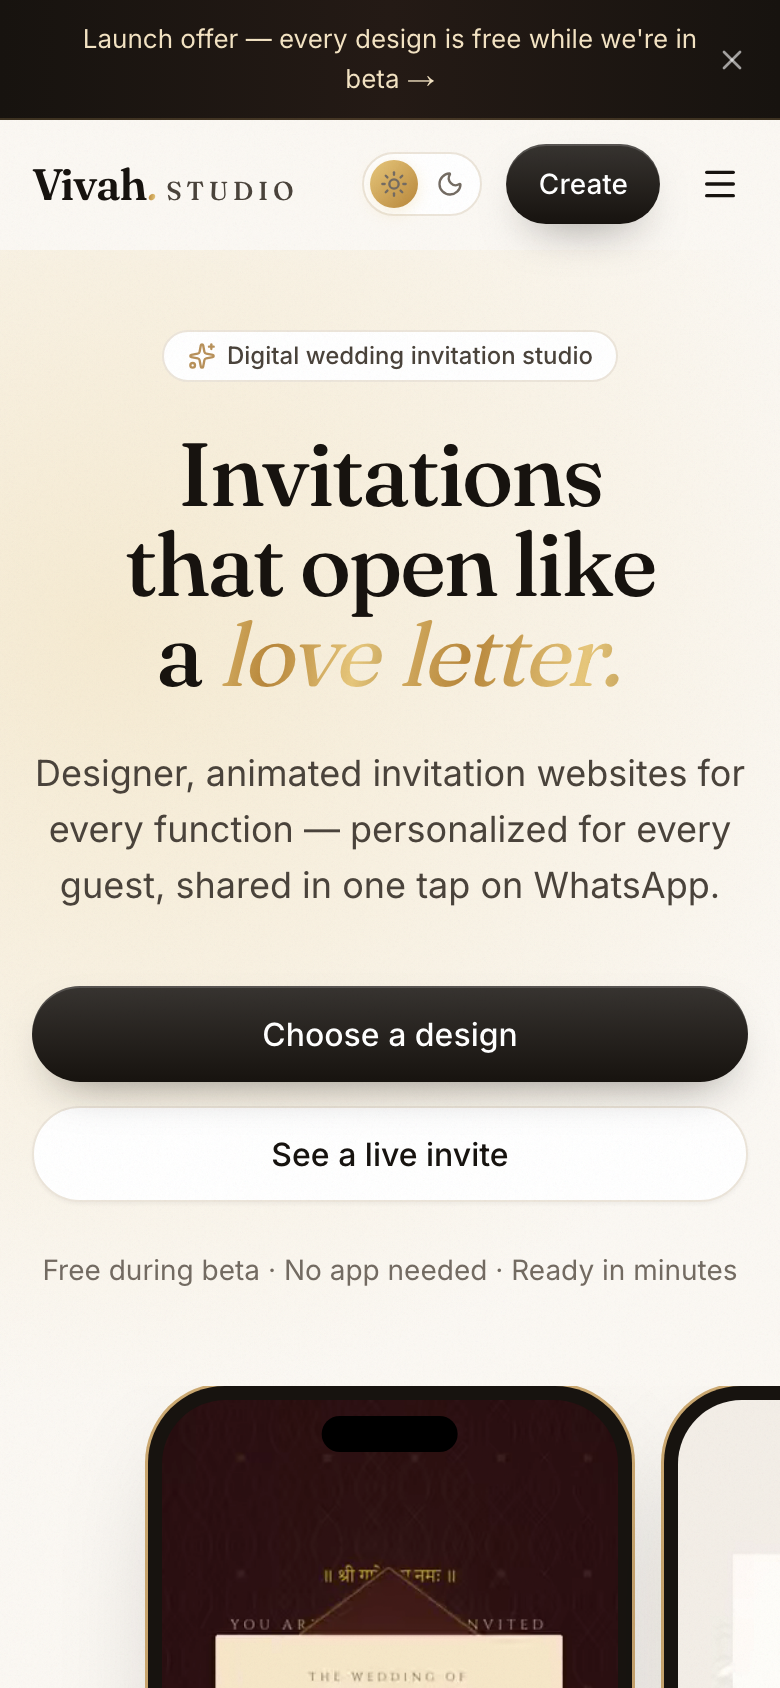 Launch offer — every design is free while we're in
beta →
Vivah. STUDIO
Create
Digital wedding invitation studio
Invitations
that open like
a love letter.
Designer, animated invitation websites for
every function — personalized for every
guest, shared in one tap on WhatsApp.
Choose a design
See a live invite
Free during beta · No app needed · Ready in minutes
॥ श्री नमः ॥
YOU
THE WEDDING OF